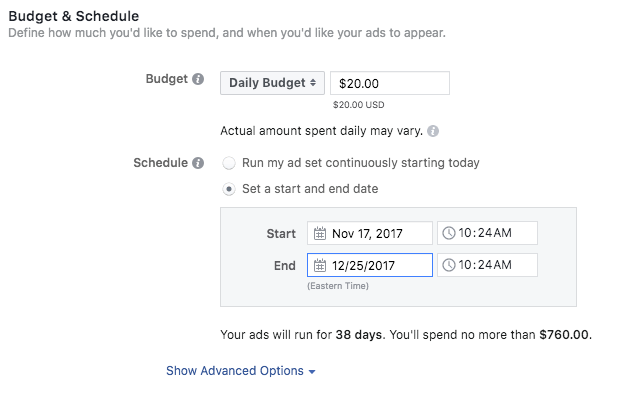 Budget & Schedule
Define how much you'd like to spend, and when you'd like your ads to appear.
Budget Daily Budget $20.00
$20.00 USD
Actual amount spent daily may vary.
Schedule Run my ad set continuously starting today
Set a start and end date
Start Nov 17, 2017 10:24AM
End 12/25/2017 10:24AM
(Eastern Time)
Your ads will run for 38 days. You'll spend no more than $760.00.
Show Advanced Options